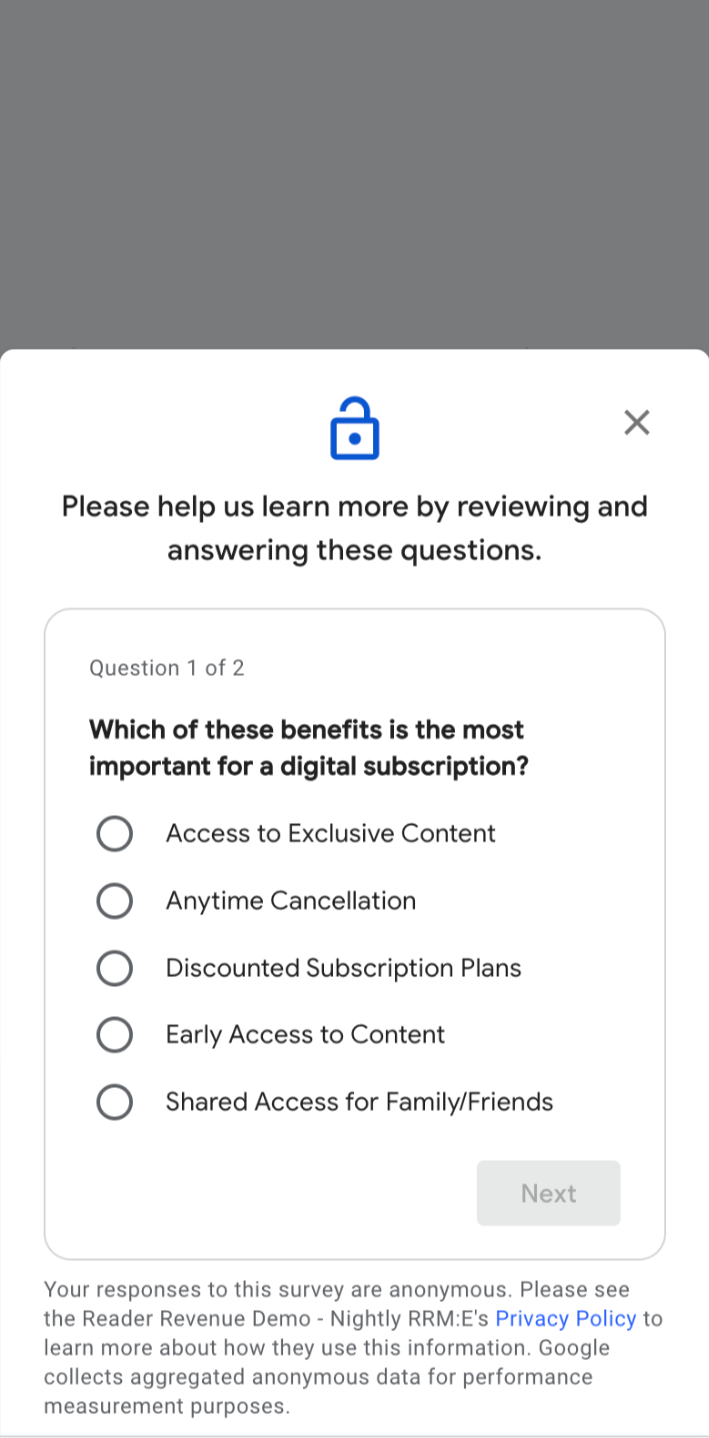 Please help us learn more by reviewing and
answering these questions.
Question 1 of 2
Which of these benefits is the most
important for a digital subscription?
Access to Exclusive Content
Anytime Cancellation
Discounted Subscription Plans
Early Access to Content
Shared Access for Family/Friends
Next
Your responses to this survey are anonymous. Please see
the Reader Revenue Demo - Nightly RRM:E's Privacy Policy to
learn more about how they use this information. Google
collects aggregated anonymous data for performance
measurement purposes.